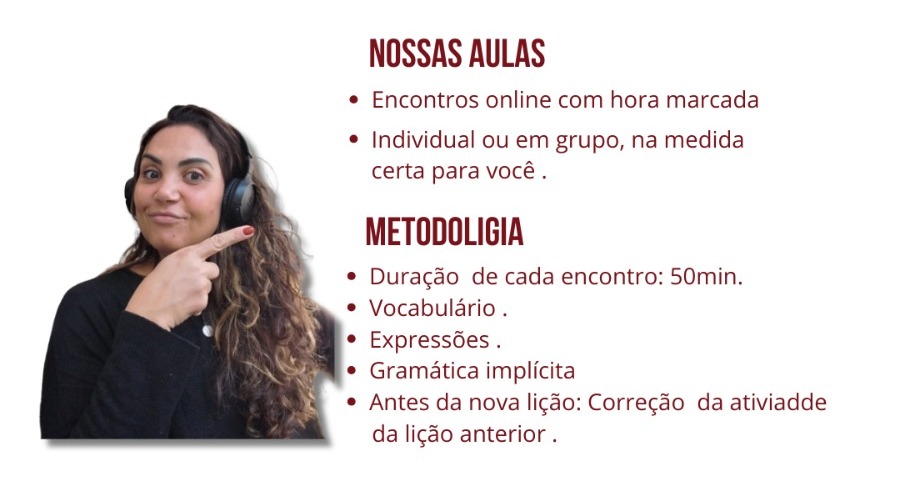 NOSSAS AULAS
• Encontros online com hora marcada
• Individual ou em grupo, na medida
certa para você .
METODOLIGIA
• Duração  de cada encontro: 50min.
• Vocabulário .
• Expressões .
• Gramática implícita
• Antes da nova lição: Correção  da ativiadde
da lição anterior .